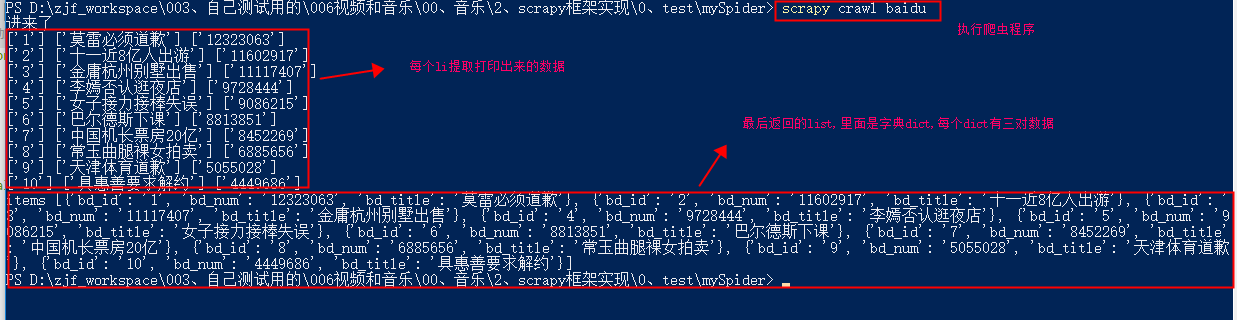 PS D:\zjf_workspace\003、自己测试用的\006视频和音乐\00、音乐\2、scrapy框架实现\0、test\mySpider> scrapy crawl baidu
进来了
执行爬虫程序
['1'] ['莫雷必须道歉'] ['12323063']
['2'] ['十一近8亿人出游'] ['11602917']
['3'] ['金庸杭州别墅出售'] ['11117407']
每个li提取打印出来的数据
['4'] ['李嫣否认逛夜店'] ['9728444']
['5'] ['女子接力接棒失误'] ['9086215']
['6'] ['巴尔德斯下课'] ['8813851']
最后返回的list,里面是字典dict,每个dict有三对数据
['7'] ['中国机长票房20亿'] ['8452269']
['8'] ['常玉曲腿裸女拍卖'] ['6885656']
['9'] ['天津体育道歉'] ['5055028']
['10'] ['具惠善要求解约'] ['4449686']
items [{'bd_id': '1', 'bd_num': '12323063', 'bd_title': '莫雷必须道歉'}, {'bd_id': '2', 'bd_num': '11602917', 'bd_title': '十一近8亿人出游'}, {'bd_id': '
3', 'bd_num': '11117407', 'bd_title': '金庸杭州别墅出售'}, {'bd_id': '4', 'bd_num': '9728444', 'bd_title': '李嫣否认逛夜店'}, {'bd_id': '5', 'bd_num': '9
086215', 'bd_title': '女子接力接棒失误'}, {'bd_id': '6', 'bd_num': '8813851', 'bd_title': '巴尔德斯下课'}, {'bd_id': '7', 'bd_num': '8452269', 'bd_title'
: '中国机长票房20亿'}, {'bd_id': '8', 'bd_num': '6885656', 'bd_title': '常玉曲腿裸女拍卖'}, {'bd_id': '9', 'bd_num': '5055028', 'bd_title': '天津体育道歉
'}, {'bd_id': '10', 'bd_num': '4449686', 'bd_title': '具惠善要求解约'}]
PS D:\zjf_workspace\003、自己测试用的\006视频和音乐\00、音乐\2、scrapy框架实现\0、test\mySpider>